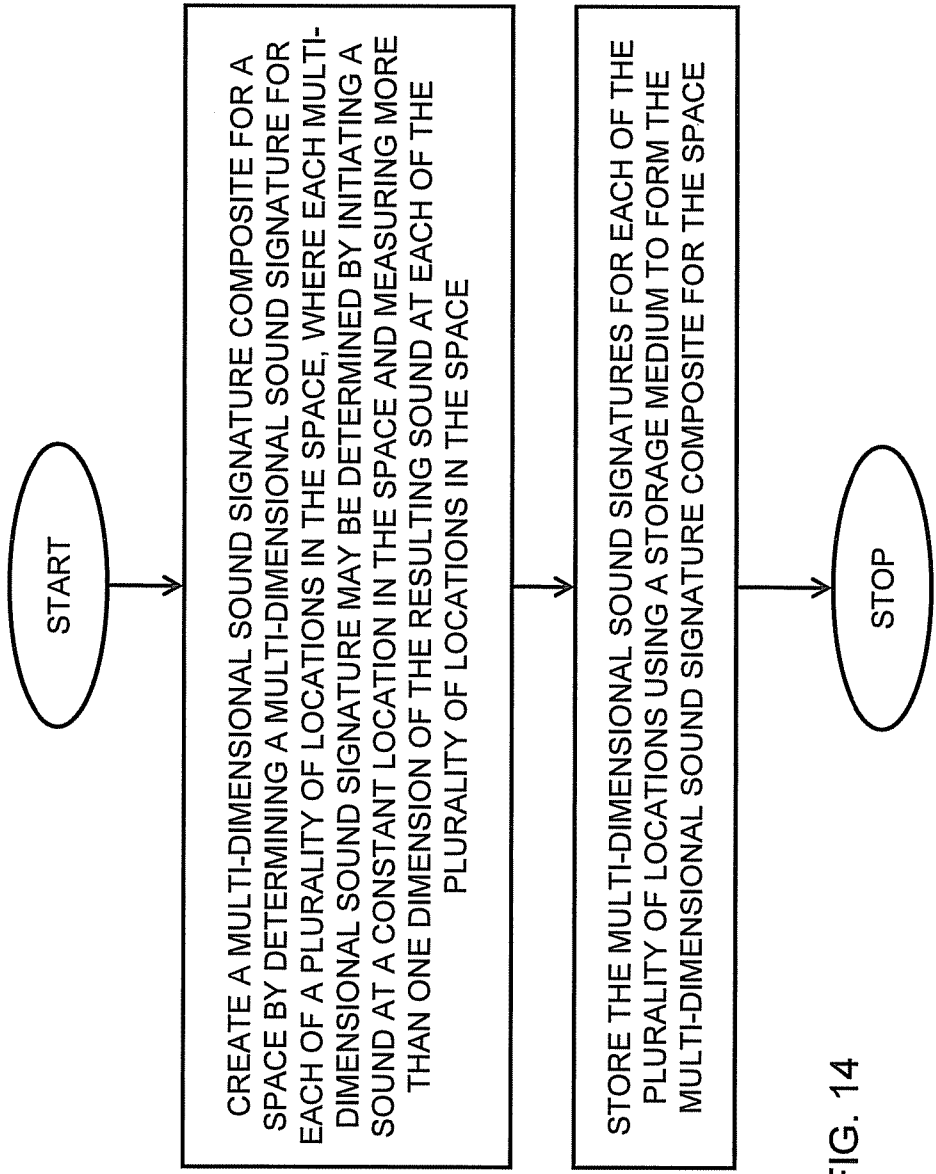 START
CREATE A MULTI-DIMENSIONAL SOUND SIGNATURE COMPOSITE FOR A
SPACE BY DETERMINING A MULTI-DIMENSIONAL SOUND SIGNATURE FOR
EACH OF A PLURALITY OF LOCATIONS IN THE SPACE, WHERE EACH MULTI-
DIMENSIONAL SOUND SIGNATURE MAY BE DETERMINED BY INITIATING A
SOUND AT A CONSTANT LOCATION IN THE SPACE AND MEASURING MORE
THAN ONE DIMENSION OF THE RESULTING SOUND AT EACH OF THE
PLURALITY OF LOCATIONS IN THE SPACE
STORE THE MULTI-DIMENSIONAL SOUND SIGNATURES FOR EACH OF THE
PLURALITY OF LOCATIONS USING A STORAGE MEDIUM TO FORM THE
MULTI-DIMENSIONAL SOUND SIGNATURE COMPOSITE FOR THE SPACE
STOP
FIG. 14